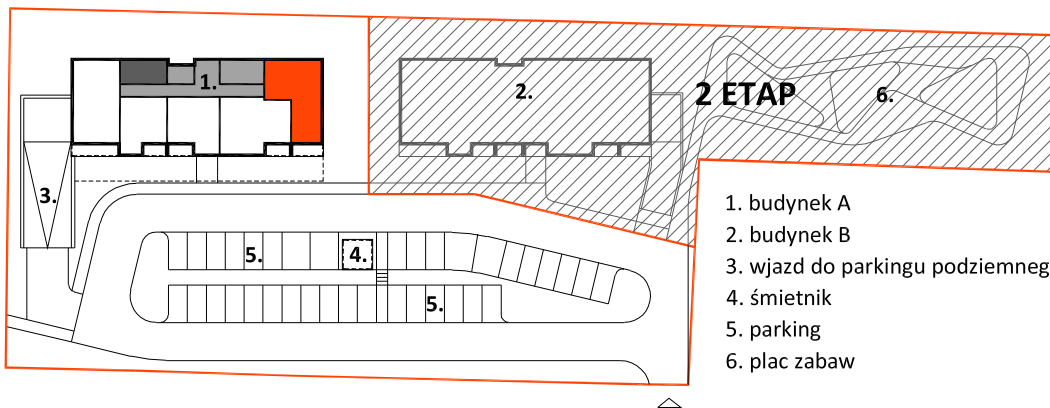 1.
2.
2 ETAP
6.
3.
5.
4.
5.
1. budynek A
2. budynek B
3. wjazd do parkingu podziemneg
4. śmietnik
5. parking
6. plac zabaw